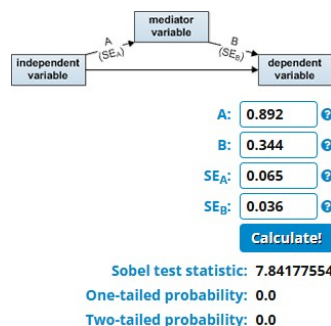 mediator
variable
A
(SEA)
B
(SEB)
independent
variable
dependent
variable
A: 0.892 ?
B: 0.344 ?
SEA: 0.065 ?
SEB: 0.036 ?
Calculate!
Sobel test statistic: 7.84177554
One-tailed probability: 0.0
Two-tailed probability: 0.0